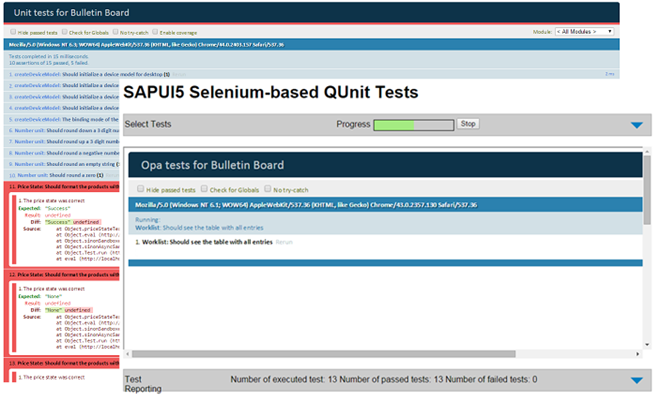 Unit tests for Bulletin Board
Hide passed tests Check for Globals No try-catch Enable coverage Module: < All Modules >
Mozilla/5.0 (Windows NT 6.3; WOW64) AppleWebKit/537.36 (KHTML, like Gecko) Chrome/44.0.2403.157 Safari/537.36
Tests completed in 15 milliseconds.
10 assertions of 15 passed, 5 failed.
1. createDeviceModel: Should initialize a device model for desktop (1)
2. createDeviceModel: Should initialize a device
3. createDeviceModel: Should initialize a device
4. createDeviceModel: Should initialize a device
5. createDeviceModel: The binding mode of the
6. Number unit: Should round down a 3 digit num
7. Number unit: Should round up a 3 digit num
8. Number unit: Should round a negative numbe
9. Number unit: Should round an empty string (
10. Number unit: Should round a zero (1)
11. Price State: Should format the products with
1. The price state was correct
Expected: "Success"
Result: undefined
Diff: "Success" undefined
Source: at Object.priceStateTe
at Object.eval (http:/
at Object.sinonSandbox
at Object.sinonAsyncSan
at Object.Test.run (ht
at eval (http://localho
12. Price State: Should format the products with
1. The price state was correct
Expected: "None"
Result: undefined
Diff: "None" undefined
Source: at Object.priceStateTe
at Object.eval (http:/
at Object.sinonSandbox
at Object.sinonAsyncSan
at Object.Test.run (ht
at eval (http://localho
13. Price State: Should format the products with
1. The price state was correct
SAPUI5 Selenium-based QUnit Tests
Select Tests Progress Stop
Opa tests for Bulletin Board
Hide passed tests Check for Globals No try-catch
Mozilla/5.0 (Windows NT 6.1; WOW64) AppleWebKit/537.36 (KHTML, like Gecko) Chrome/43.0.2357.130 Safari/537.36
Running:
Worklist: Should see the table with all entries
1. Worklist: Should see the table with all entries Rerun
Test Reporting Number of executed test: 13 Number of passed tests: 13 Number of failed tests: 0